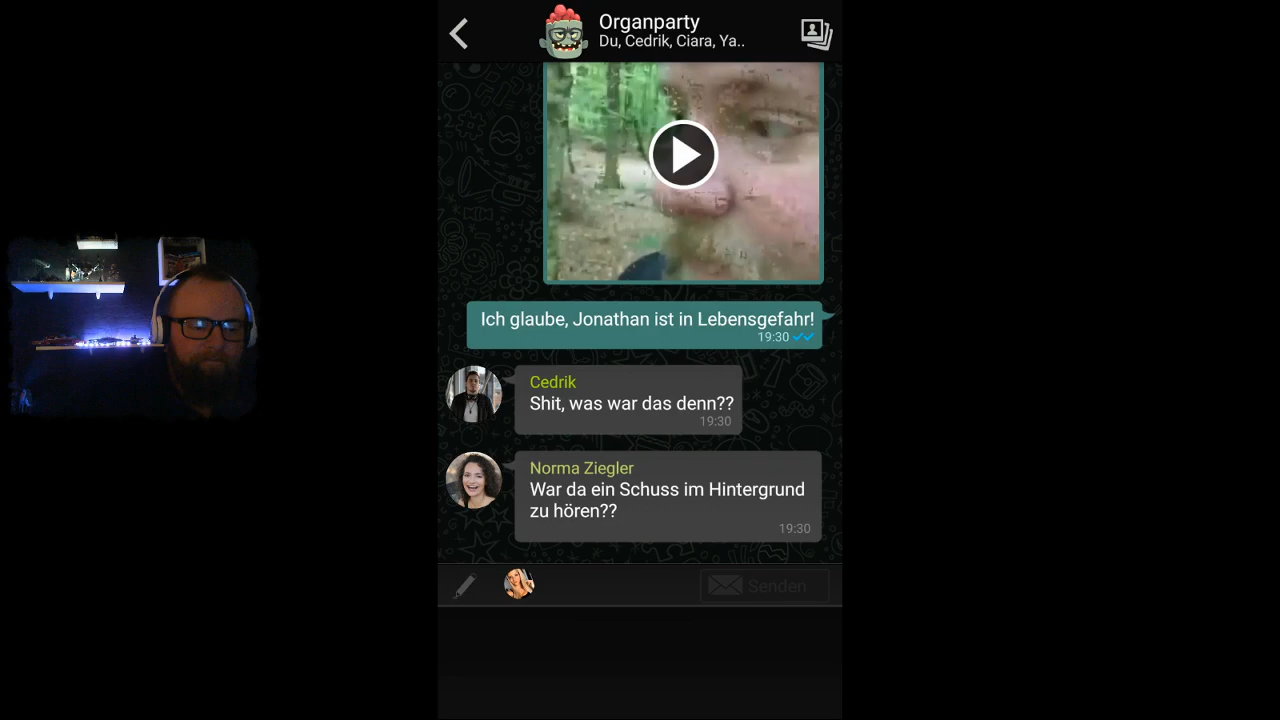 Organparty
Du, Cedrik, Ciara, Ya..
Ich glaube, Jonathan ist in Lebensgefahr!
19:30
Cedrik
Shit, was war das denn??
19:30
Norma Ziegler
War da ein Schuss im Hintergrund
zu hören??
19:30
Senden